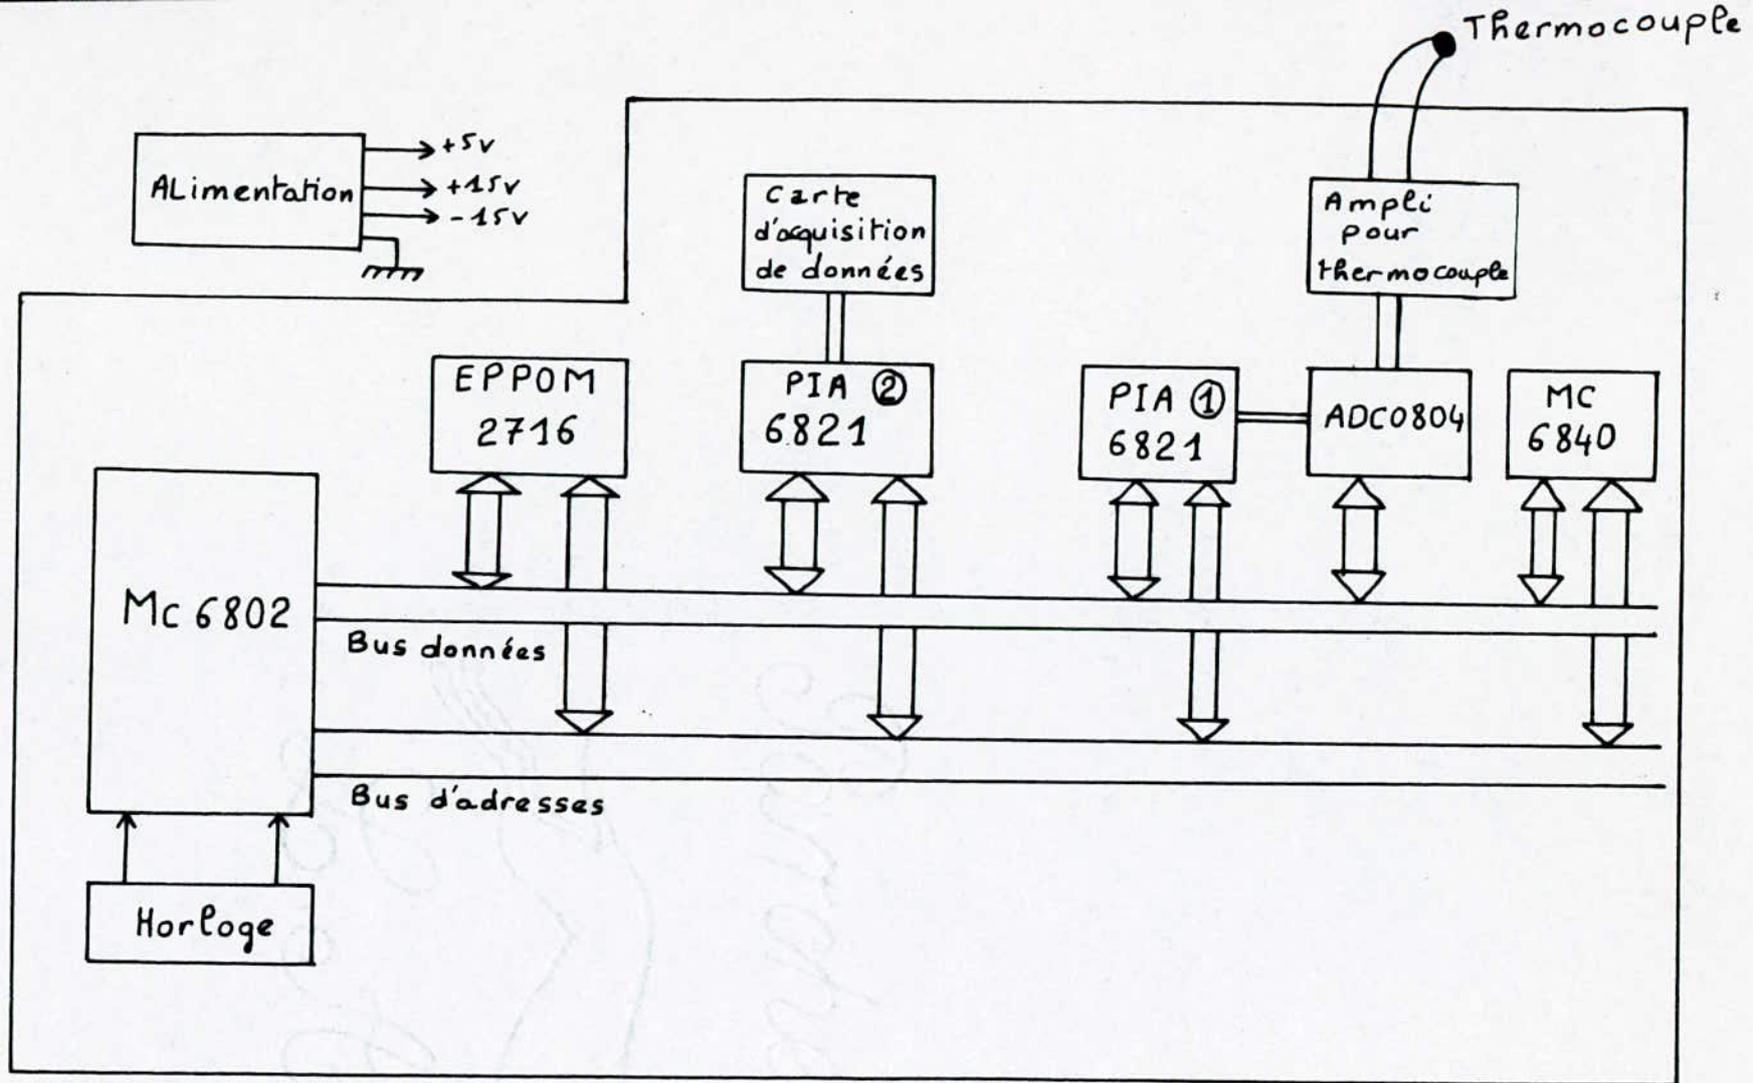 Thermocouple
ALimentation
+5v
+15v
-15v
Carte
d'acquisition
de données
Ampli
pour
thermocouple
EPPOM
2716
PIA ②
6821
PIA ①
6821
ADC0804
MC
6840
Mc 6802
Bus données
Bus d'adresses
Horloge